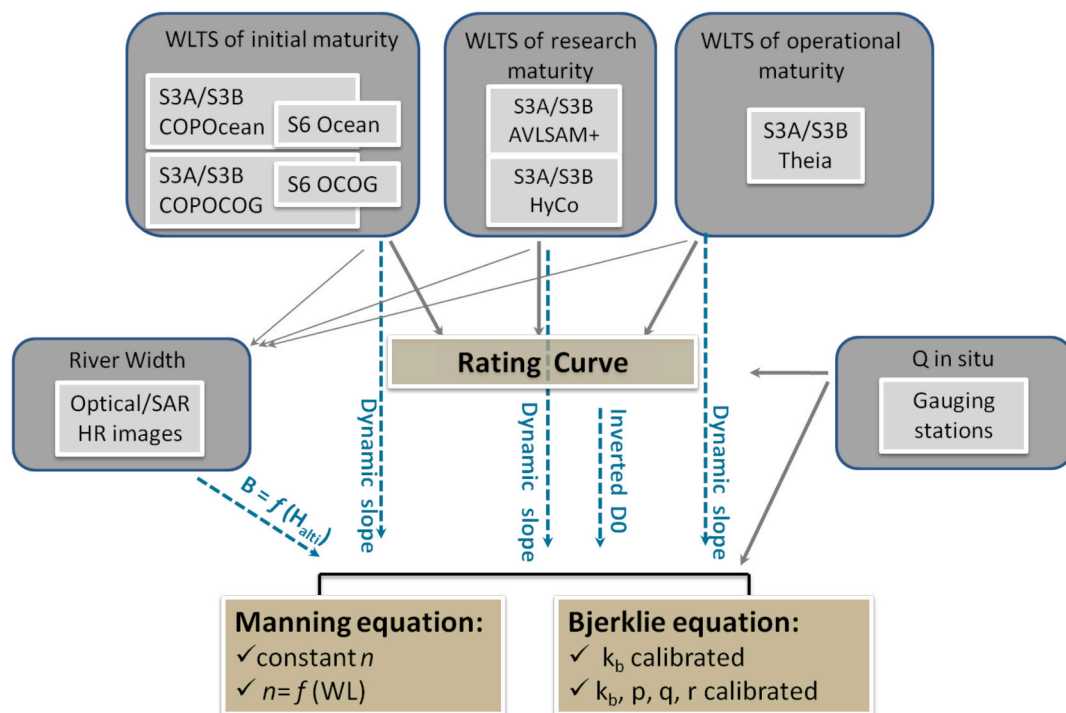 WLTS of initial maturity
S3A/S3B
COPOcean
S6 Ocean
S3A/S3B
COPOCOG
S6 OCOG
WLTS of research
maturity
S3A/S3B
AVLSAM+
S3A/S3B
HyCo
WLTS of operational
maturity
S3A/S3B
Theia
River Width
Optical/SAR
HR images
Rating Curve
Q in situ
Gauging
stations
B = f (H_alti)
Dynamic slope
Dynamic slope
Inverted D0
Dynamic slope
Manning equation:
✓constant n
✓ n= f (WL)
Bjerklie equation:
✓ k_b calibrated
✓ k_b, p, q, r calibrated